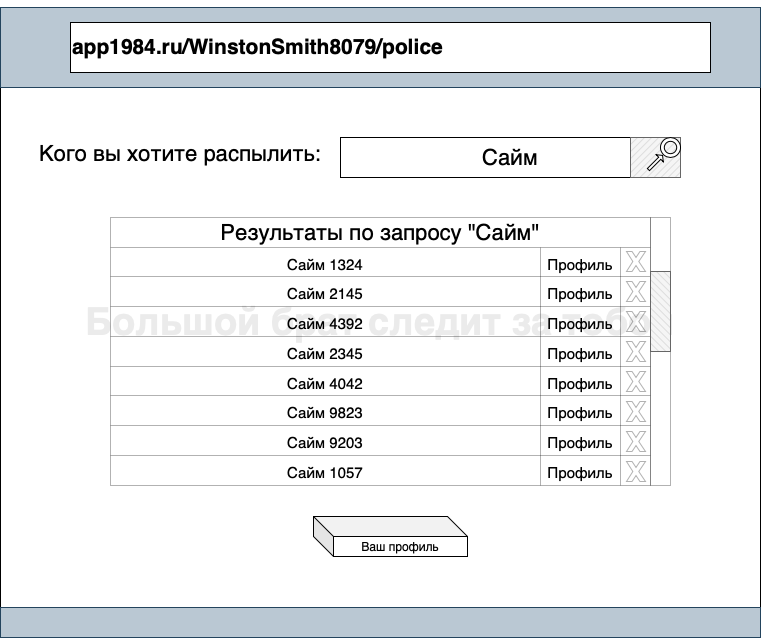 app1984.ru/WinstonSmith8079/police
Кого вы хотите распылить:
Сайм
Результаты по запросу "Сайм"
Сайм 1324 Профиль X
Сайм 2145 Профиль X
Большой брат следит за тобой
Сайм 4392 Профиль X
Сайм 2345 Профиль X
Сайм 4042 Профиль X
Сайм 9823 Профиль X
Сайм 9203 Профиль X
Сайм 1057 Профиль X
Ваш профиль